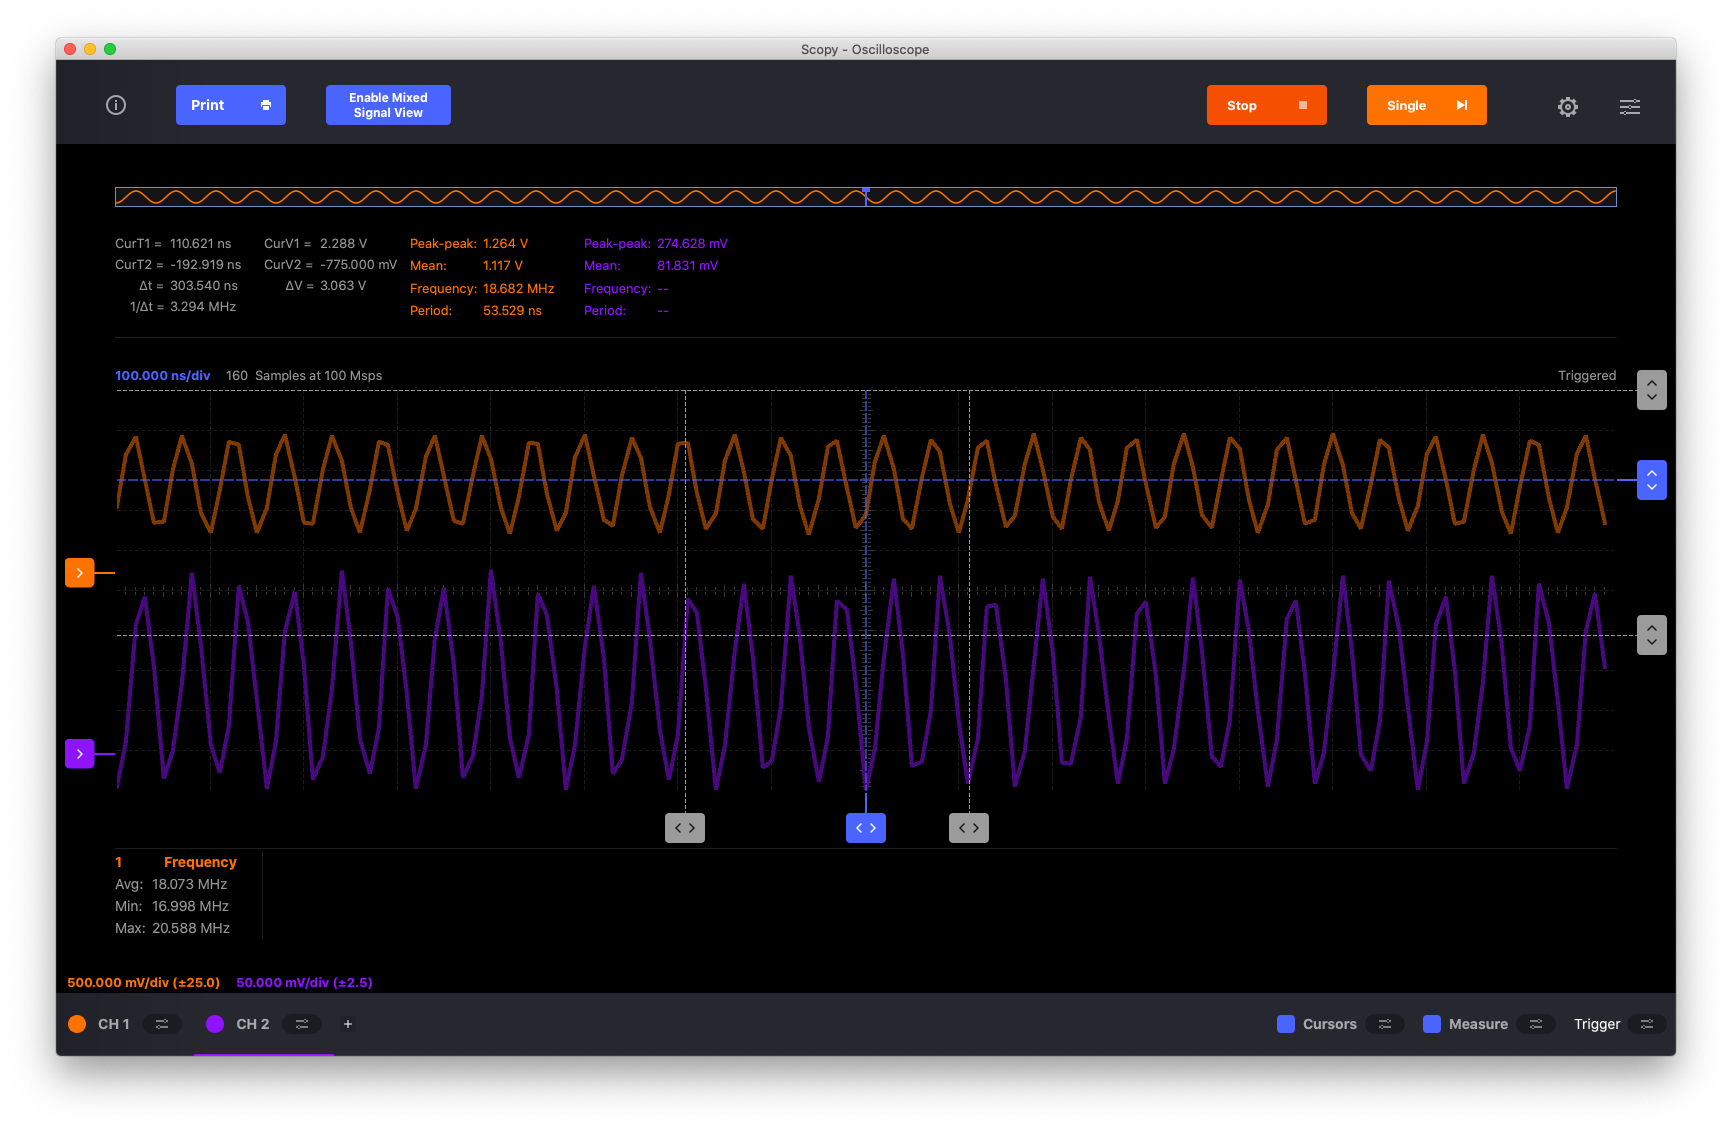 Scopy - Oscilloscope
Print
Enable Mixed
Signal View
Stop
Single
CurT1 = 110.621 ns CurV1 = 2.288 V Peak-peak: 1.264 V Peak-peak: 274.628 mV
CurT2 = -192.919 ns CurV2 = -775.000 mV Mean: 1.117 V Mean: 81.831 mV
Δt = 303.540 ns ΔV = 3.063 V Frequency: 18.682 MHz Frequency: --
1/Δt = 3.294 MHz Period: 53.529 ns Period: --
100.000 ns/div 160 Samples at 100 Msps Triggered
1 Frequency
Avg: 18.073 MHz
Min: 16.998 MHz
Max: 20.588 MHz
500.000 mV/div (±25.0) 50.000 mV/div (±2.5)
CH 1 CH 2 + Cursors Measure Trigger